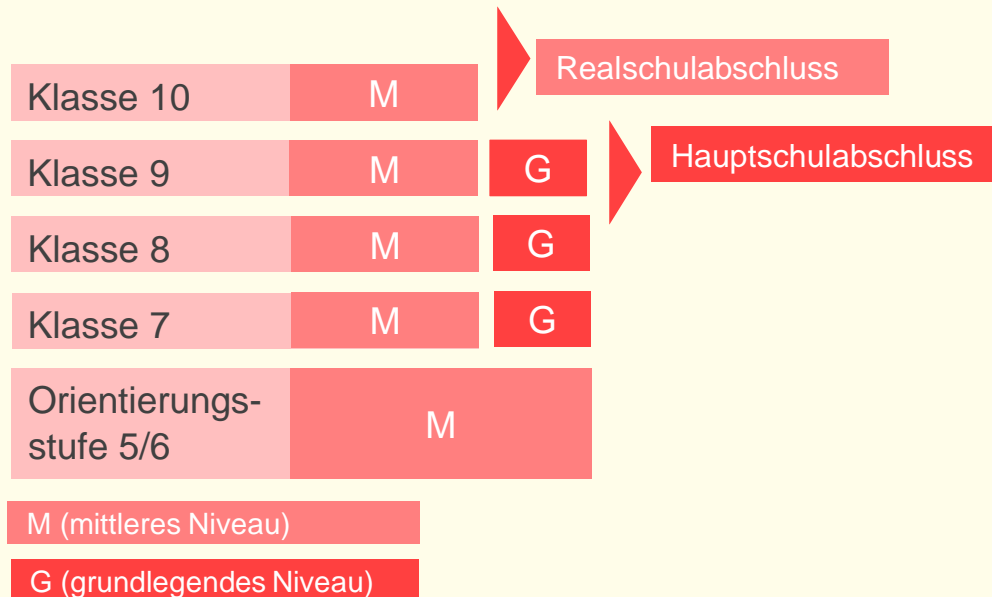 Realschulabschluss
Klasse 10 M
Klasse 9 M G
Hauptschulabschluss
Klasse 8 M G
Klasse 7 M G
Orientierungs-
stufe 5/6
M
M (mittleres Niveau)
G (grundlegendes Niveau)